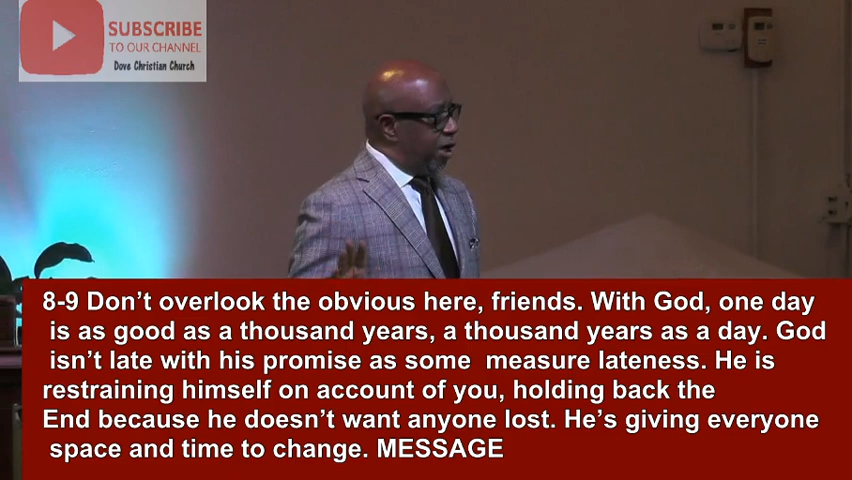 SUBSCRIBE
TO OUR CHANNEL
Dove Christian Church
8-9 Don't overlook the obvious here, friends. With God, one day
is as good as a thousand years, a thousand years as a day. God
isn't late with his promise as some measure lateness. He is
restraining himself on account of you, holding back the
End because he doesn't want anyone lost. He's giving everyone
space and time to change. MESSAGE